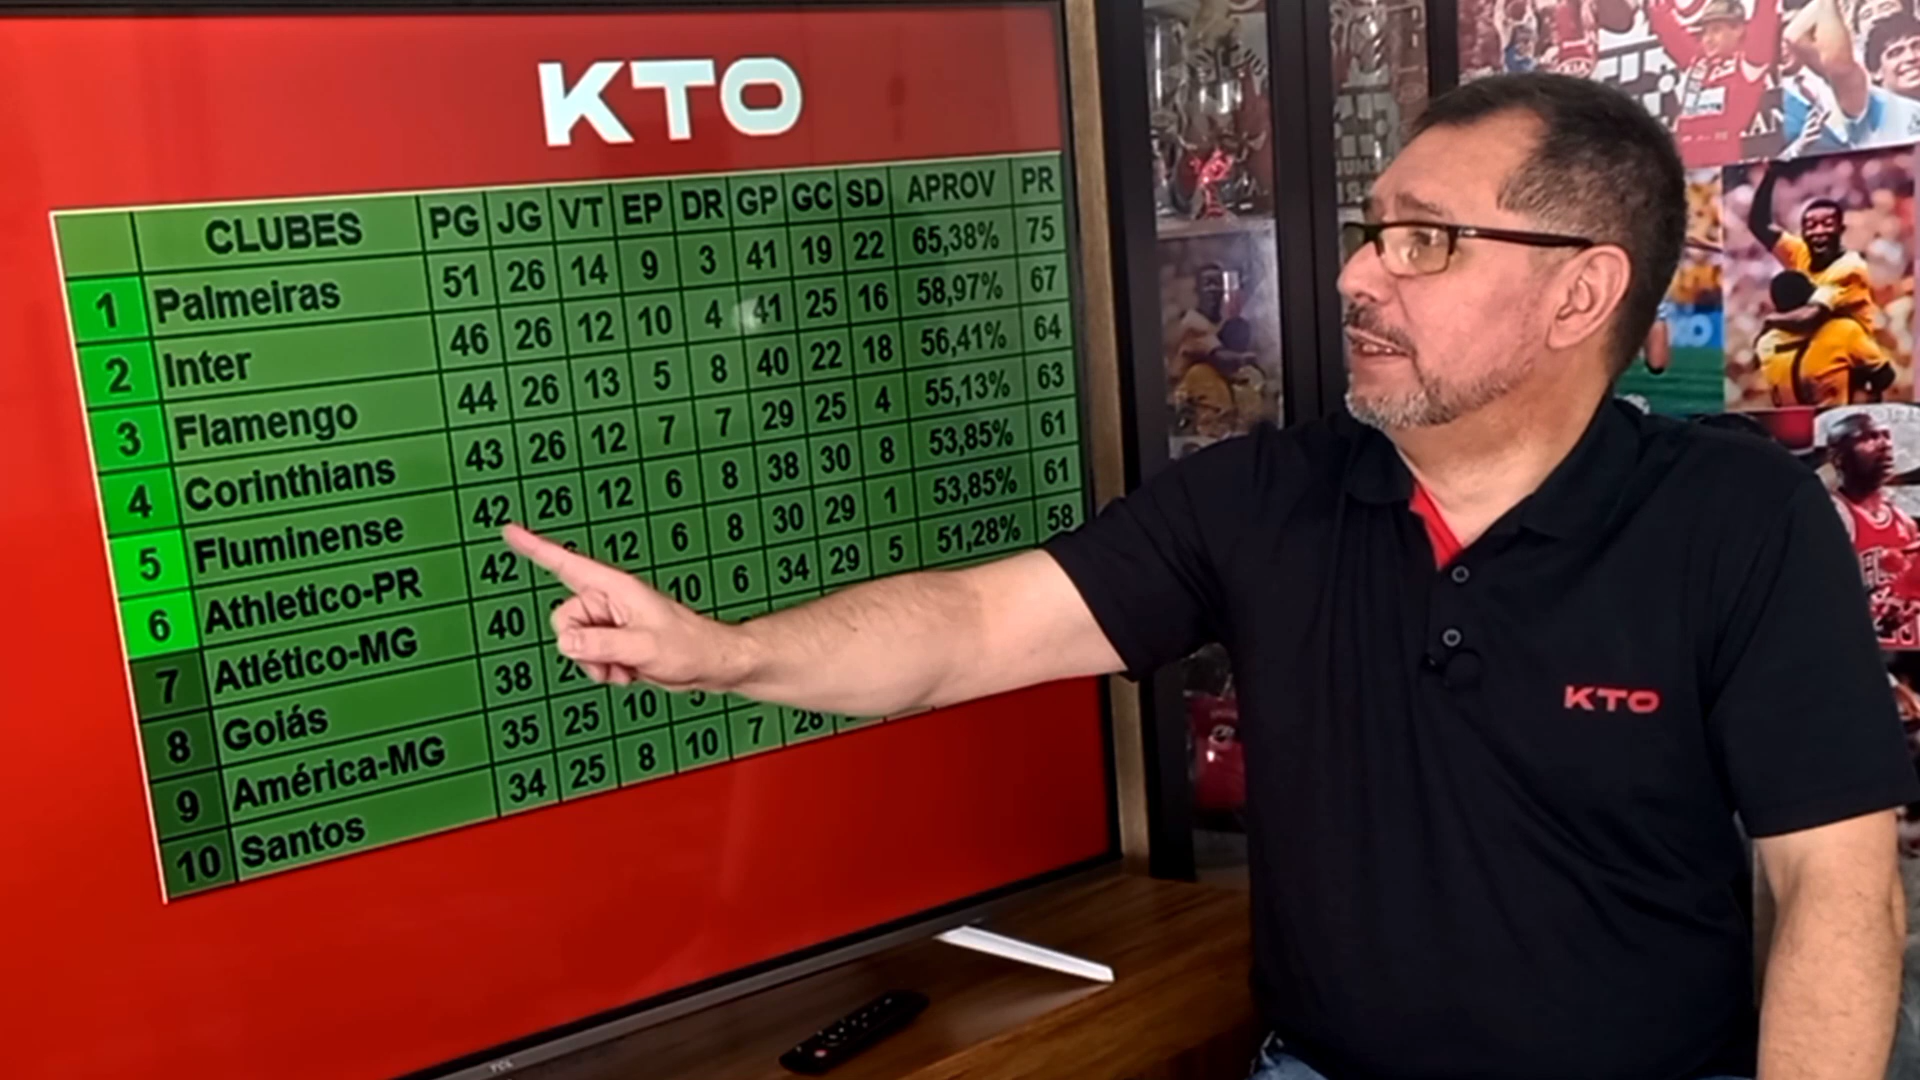 KTO
CLUBES PG JG VT EP DR GP GC SD APROV PR
1 Palmeiras 51 26 14 9 3 41 19 22 65,38% 75
2 Inter 46 26 12 10 4 41 25 16 58,97% 67
3 Flamengo 44 26 13 5 8 40 22 18 56,41% 64
4 Corinthians 43 26 12 7 7 29 25 4 55,13% 63
5 Fluminense 42 26 12 6 8 38 30 8 53,85% 61
6 Athletico-PR 42 12 6 8 30 29 1 53,85% 61
7 Atlético-MG 40 10 6 34 29 5 51,28% 58
8 Goiás 38
9 América-MG 35 25 10 5
10 Santos 34 25 8 10 7 28
KTO
TCL